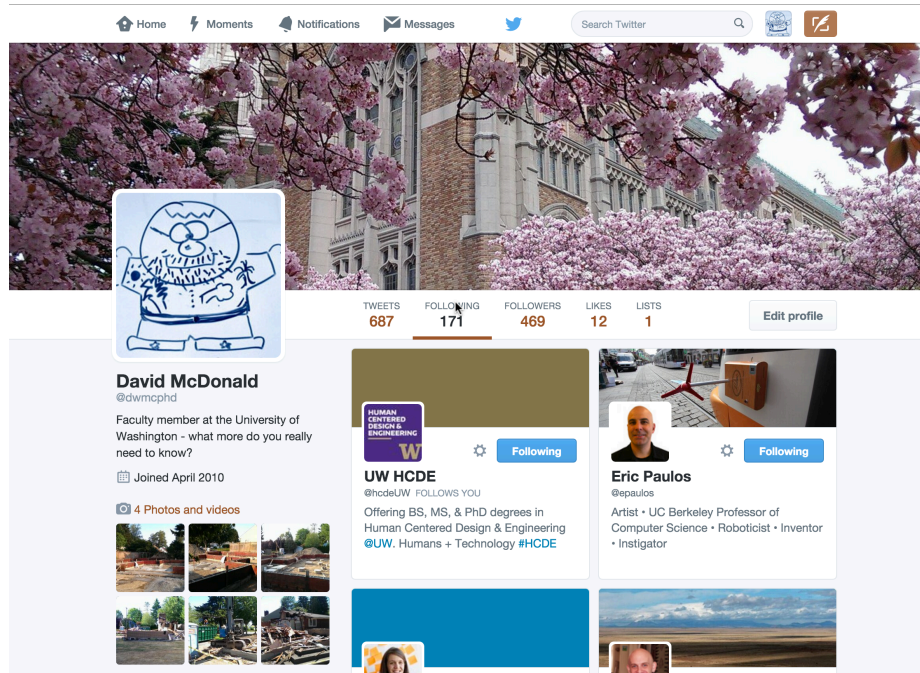 Home
Moments
Notifications
Messages
Search Twitter
TWEETS
687
FOLLOWING
171
FOLLOWERS
469
LIKES
12
LISTS
1
Edit profile
David McDonald
@dwmcphd
Faculty member at the University of
Washington - what more do you really
need to know?
Joined April 2010
4 Photos and videos
HUMAN
CENTERED
DESIGN &
ENGINEERING
W
Following
UW HCDE
@hcdeUW FOLLOWS YOU
Offering BS, MS, & PhD degrees in
Human Centered Design & Engineering
@UW. Humans + Technology #HCDE
Following
Eric Paulos
@epaulos
Artist • UC Berkeley Professor of
Computer Science • Roboticist • Inventor
• Instigator